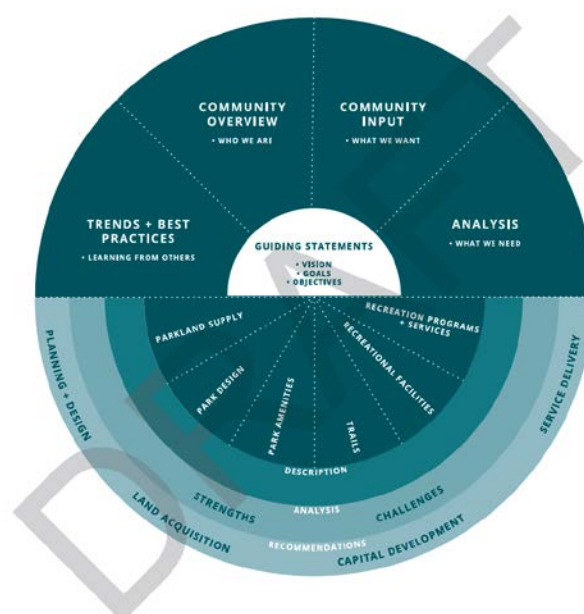 COMMUNITY
OVERVIEW
• WHO WE ARE
COMMUNITY
INPUT
• WHAT WE WANT
TRENDS + BEST
PRACTICES
• LEARNING FROM OTHERS
ANALYSIS
• WHAT WE NEED
GUIDING STATEMENTS
• VISION
• GOALS
• OBJECTIVES
PARKLAND SUPPLY
PARK DESIGN
PARK AMENITIES
TRAILS
RECREATIONAL FACILITIES
RECREATION PROGRAMS
+ SERVICES
DESCRIPTION
STRENGTHS
ANALYSIS
CHALLENGES
PLANNING + DESIGN
LAND ACQUISITION
RECOMMENDATIONS
CAPITAL DEVELOPMENT
SERVICE DELIVERY
DRAFT